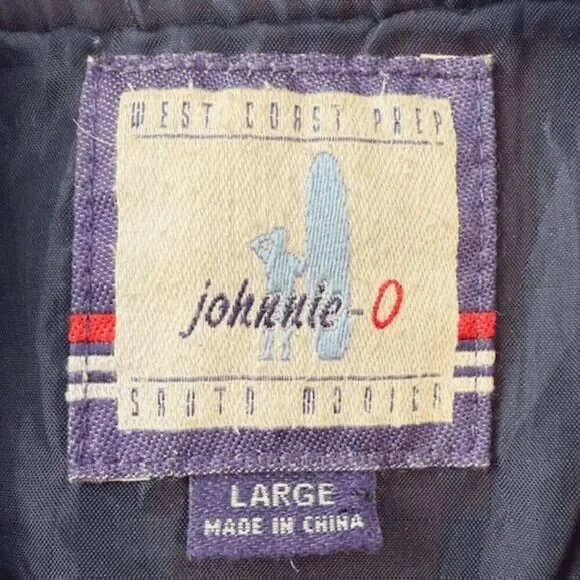 WEST COAST PREP
johnnie-O
SANTA MONICA
LARGE
MADE IN CHINA